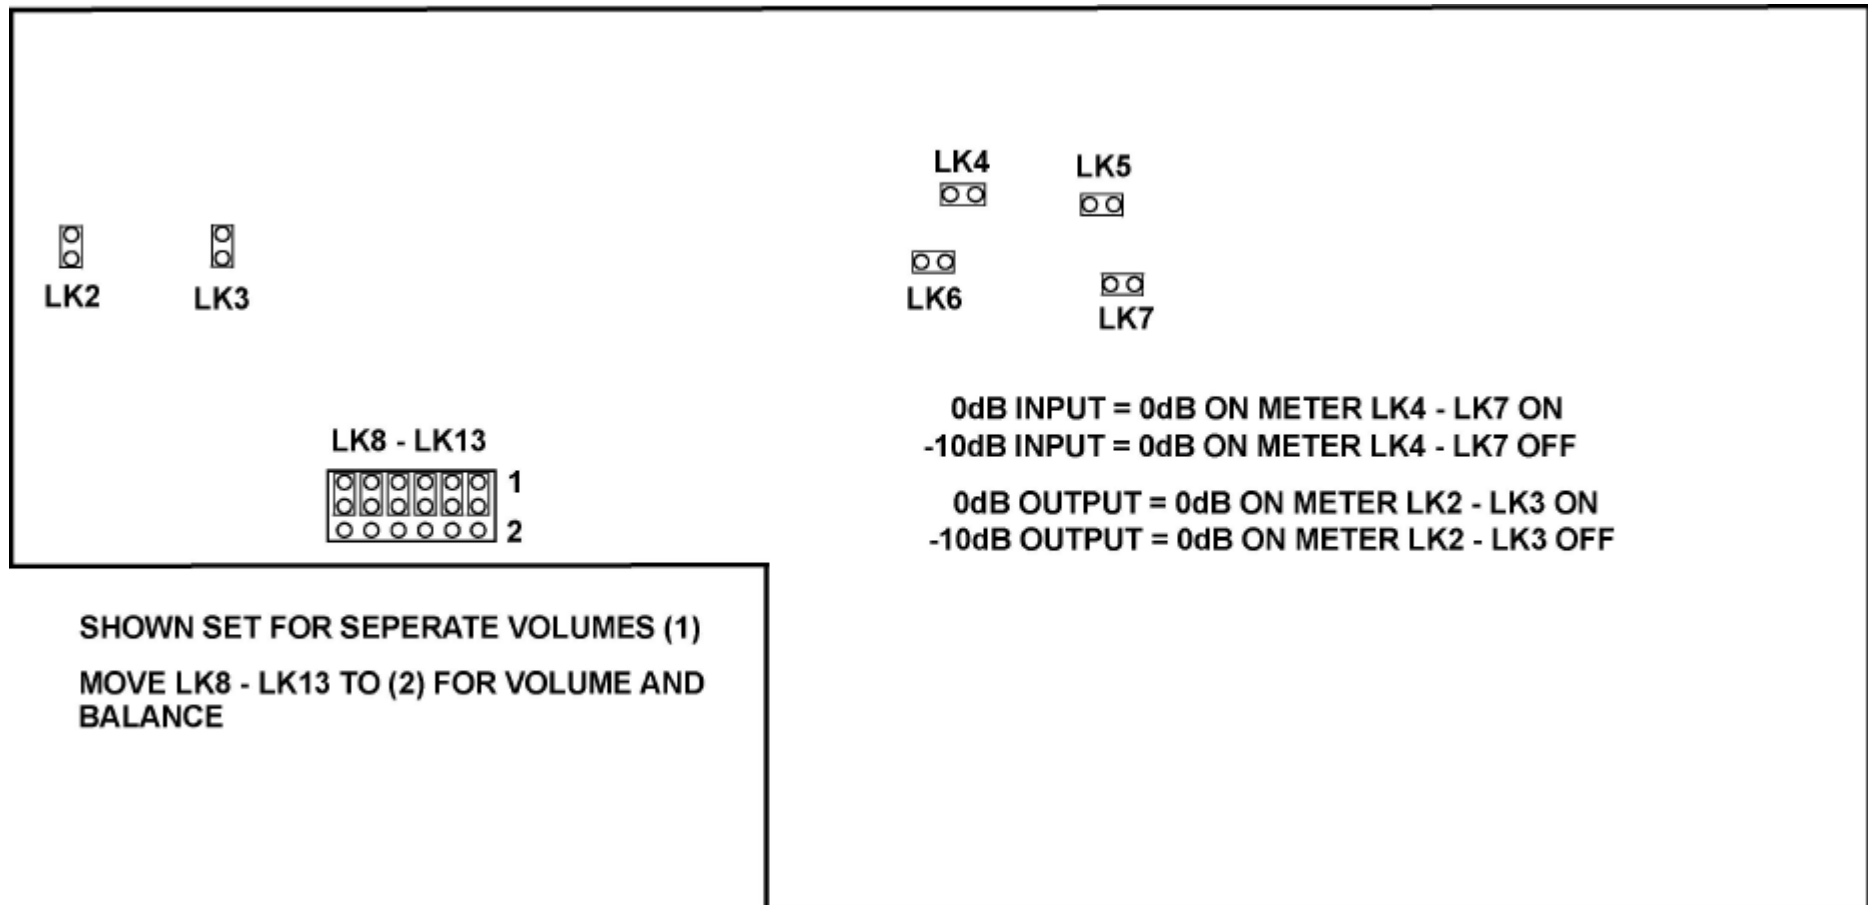 LK4
LK5
LK2
LK3
LK6
LK7
LK8 - LK13
1
2
0dB INPUT = 0dB ON METER LK4 - LK7 ON
-10dB INPUT = 0dB ON METER LK4 - LK7 OFF
0dB OUTPUT = 0dB ON METER LK2 - LK3 ON
-10dB OUTPUT = 0dB ON METER LK2 - LK3 OFF
SHOWN SET FOR SEPERATE VOLUMES (1)
MOVE LK8 - LK13 TO (2) FOR VOLUME AND
BALANCE